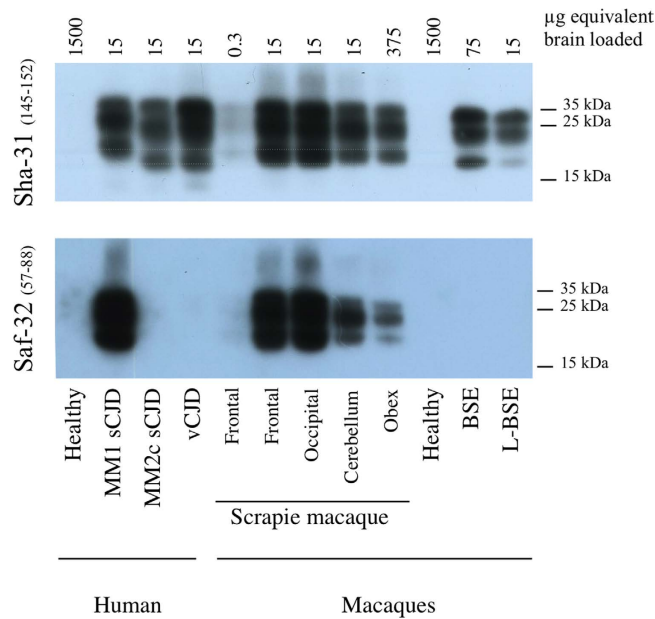 µg equivalent
brain loaded
1500
15
15
15
0.3
15
15
15
375
1500
75
15
Sha-31 (145-152)
35 kDa
25 kDa
15 kDa
Saf-32 (57-88)
35 kDa
25 kDa
15 kDa
Healthy
MM1 sCJD
MM2c sCJD
vCJD
Frontal
Frontal
Occipital
Cerebellum
Obex
Healthy
BSE
L-BSE
Scrapie macaque
Human
Macaques